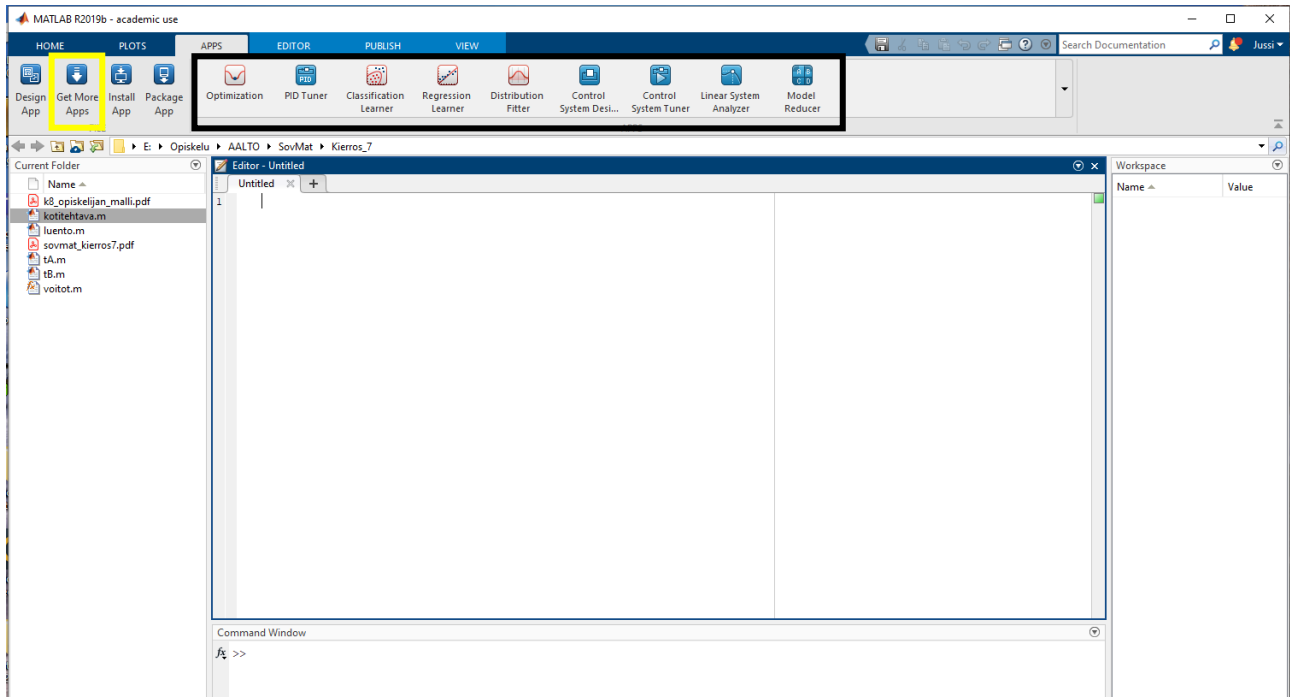 MATLAB R2019b - academic use
HOME PLOTS APPS EDITOR PUBLISH VIEW Search Documentation Jussi
Design App
Get More Apps
Install App
Package App
Optimization
PID Tuner
Classification Learner
Regression Learner
Distribution Fitter
Control System Desi...
Control System Tuner
Linear System Analyzer
Model Reducer
E: Opiskelu AALTO SovMat Kierros_7
Current Folder
Name
k8_opiskelijan_malli.pdf
kotitehtava.m
luento.m
sovmat_kierros7.pdf
tA.m
tB.m
voitot.m
Editor - Untitled
Untitled +
1
Command Window
fx >>
Workspace
Name Value